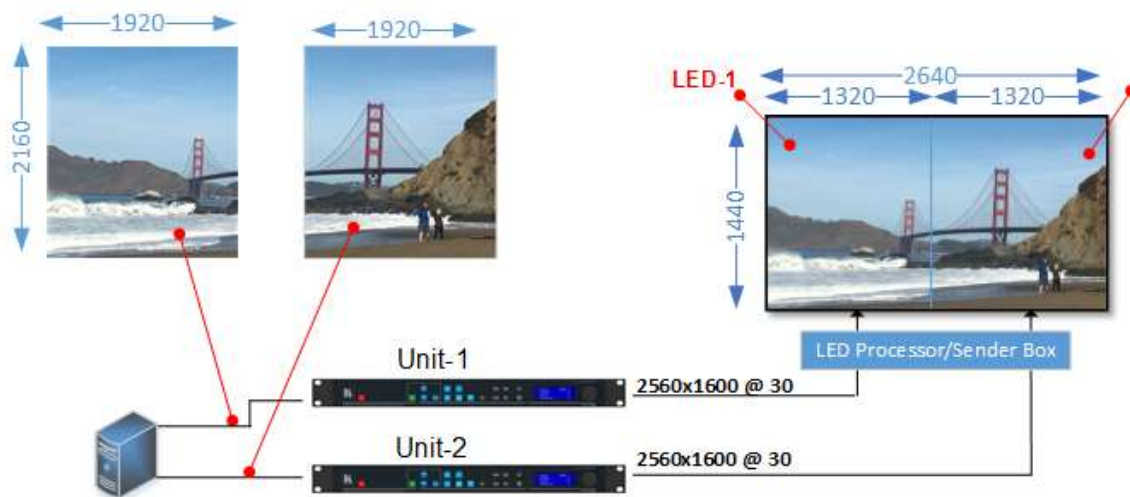 1920
1920
2160
LED-1
2640
1320
1320
1440
LED Processor/Sender Box
Unit-1
2560x1600 @ 30
Unit-2
2560x1600 @ 30